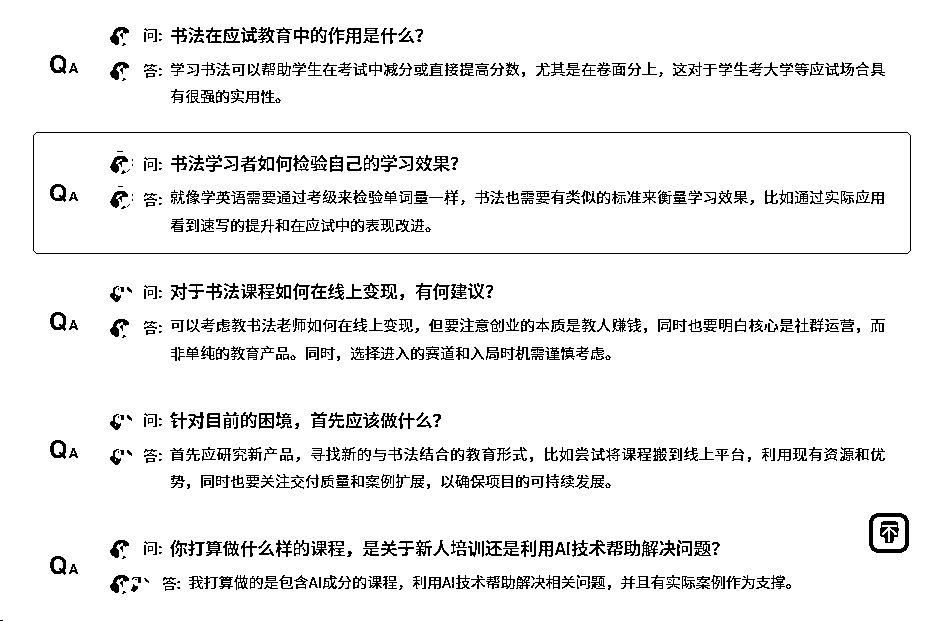 问: 书法在应试教育中的作用是什么？
QA
答: 学习书法可以帮助学生在考试中减分或直接提高分数，尤其是在卷面分上，这对于学生考大学等应试场合具
有很强的实用性。
问: 书法学习者如何检验自己的学习效果？
QA
答: 就像学英语需要通过考级来检验单词量一样，书法也需要有类似的标准来衡量学习效果，比如通过实际应用
看到速写的提升和在应试中的表现改进。
问: 对于书法课程如何在线上变现，有何建议？
QA
答: 可以考虑教书法老师如何在线上变现，但要注意创业的本质是教人赚钱，同时也要明白核心是社群运营，而
非单纯的教育产品。同时，选择进入的赛道和入局时机需谨慎考虑。
问: 针对目前的困境，首先应该做什么？
QA
答: 首先应研究新产品，寻找新的与书法结合的教育形式，比如尝试将课程搬到线上平台，利用现有资源和优
势，同时也要关注交付质量和案例扩展，以确保项目的可持续发展。
问: 你打算做什么样的课程，是关于新人培训还是利用AI技术帮助解决问题？
QA
答: 我打算做的是包含AI成分的课程，利用AI技术帮助解决相关问题，并且有实际案例作为支撑。